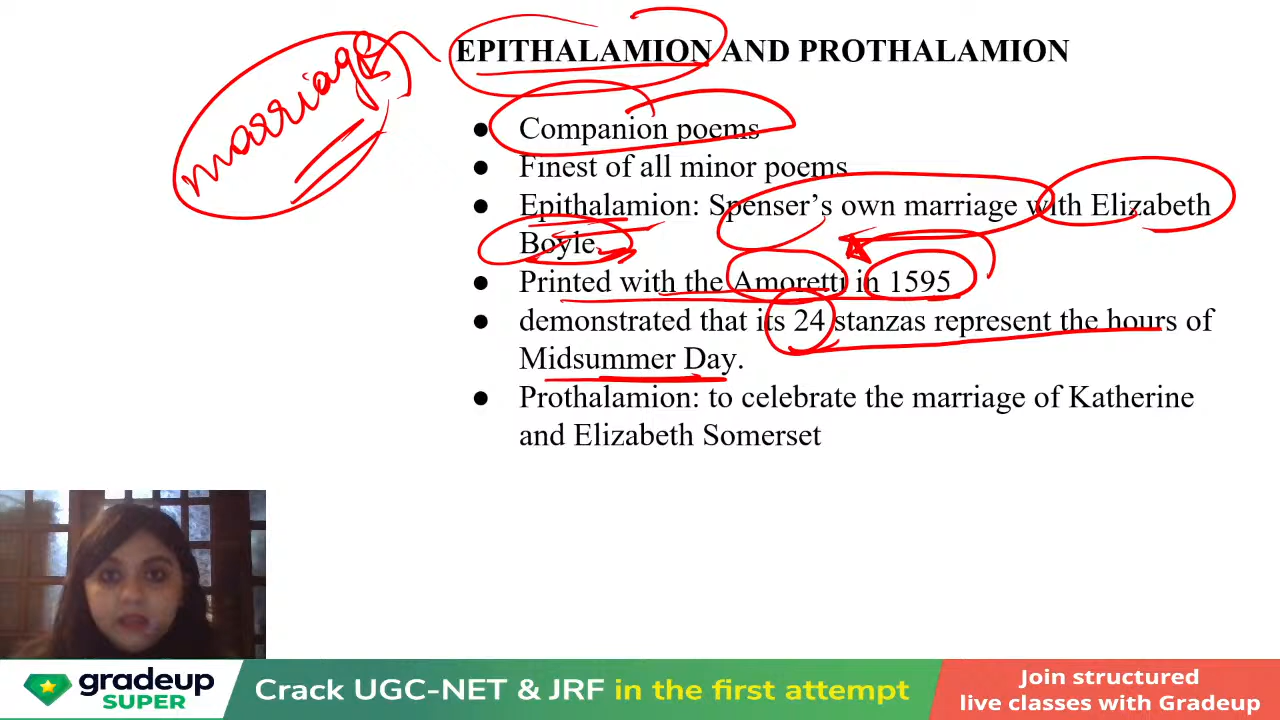 marriage
EPITHALAMION AND PROTHALAMION
● Companion poems
● Finest of all minor poems
● Epithalamion: Spenser's own marriage with Elizabeth
Boyle.
● Printed with the Amoretti in 1595
● demonstrated that its 24 stanzas represent the hours of
Midsummer Day.
● Prothalamion: to celebrate the marriage of Katherine
and Elizabeth Somerset
gradeup
SUPER
Crack UGC-NET & JRF in the first attempt
Join structured
live classes with Gradeup